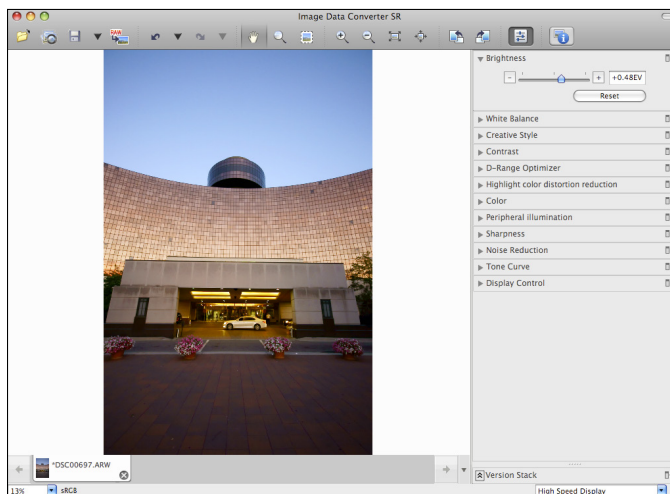 Image Data Converter SR
RAW
Brightness
- + +0.48EV
Reset
White Balance
Creative Style
Contrast
D-Range Optimizer
Highlight color distortion reduction
Color
Peripheral illumination
Sharpness
Noise Reduction
Tone Curve
Display Control
*DSC00697.ARW
Version Stack
13% sRGB High Speed Display